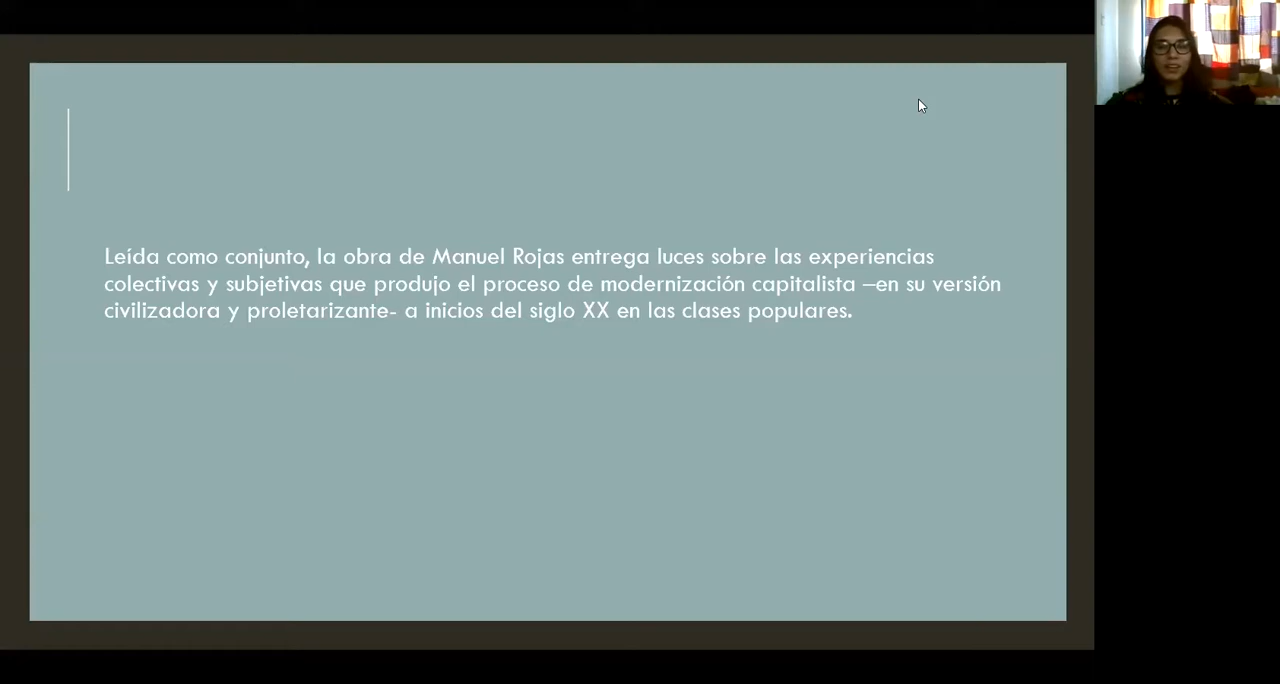 Leída como conjunto, la obra de Manuel Rojas entrega luces sobre las experiencias
colectivas y subjetivas que produjo el proceso de modernización capitalista –en su versión
civilizadora y proletarizante- a inicios del siglo XX en las clases populares.